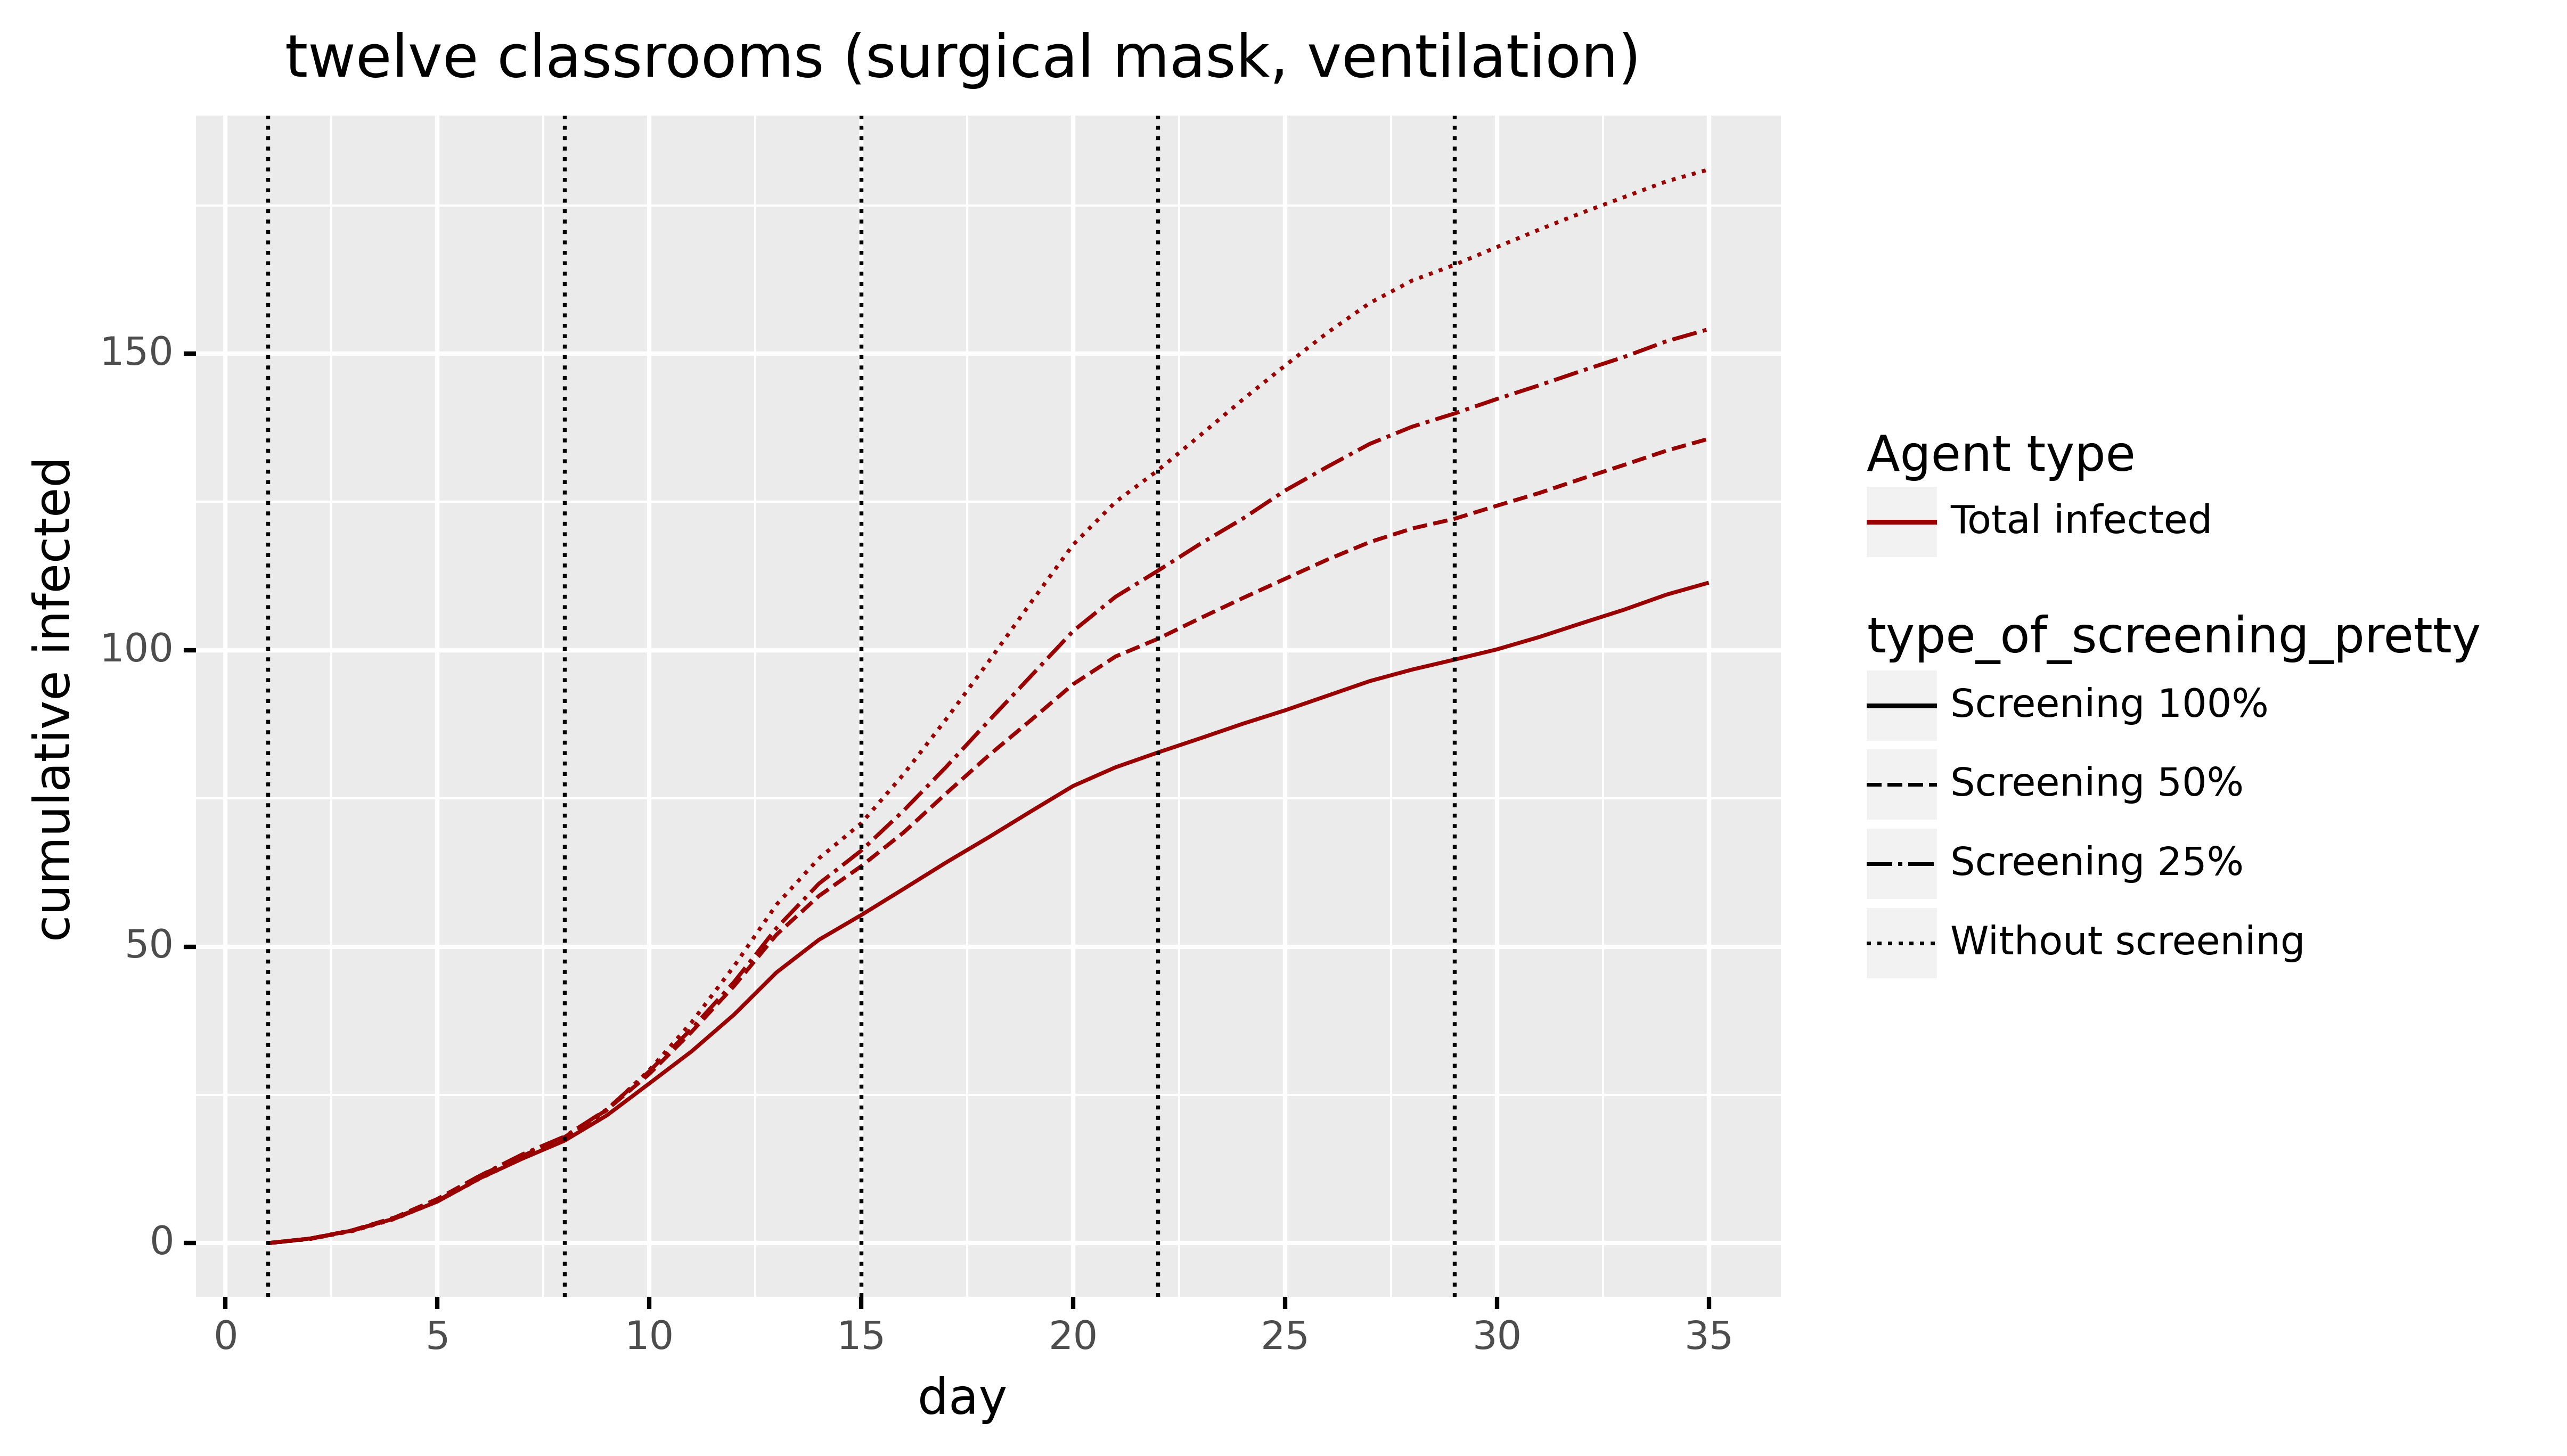 twelve classrooms (surgical mask, ventilation)
cumulative infected
150
100
50
0
0 5 10 15 20 25 30 35
day
Agent type
Total infected
type_of_screening_pretty
Screening 100%
Screening 50%
Screening 25%
Without screening